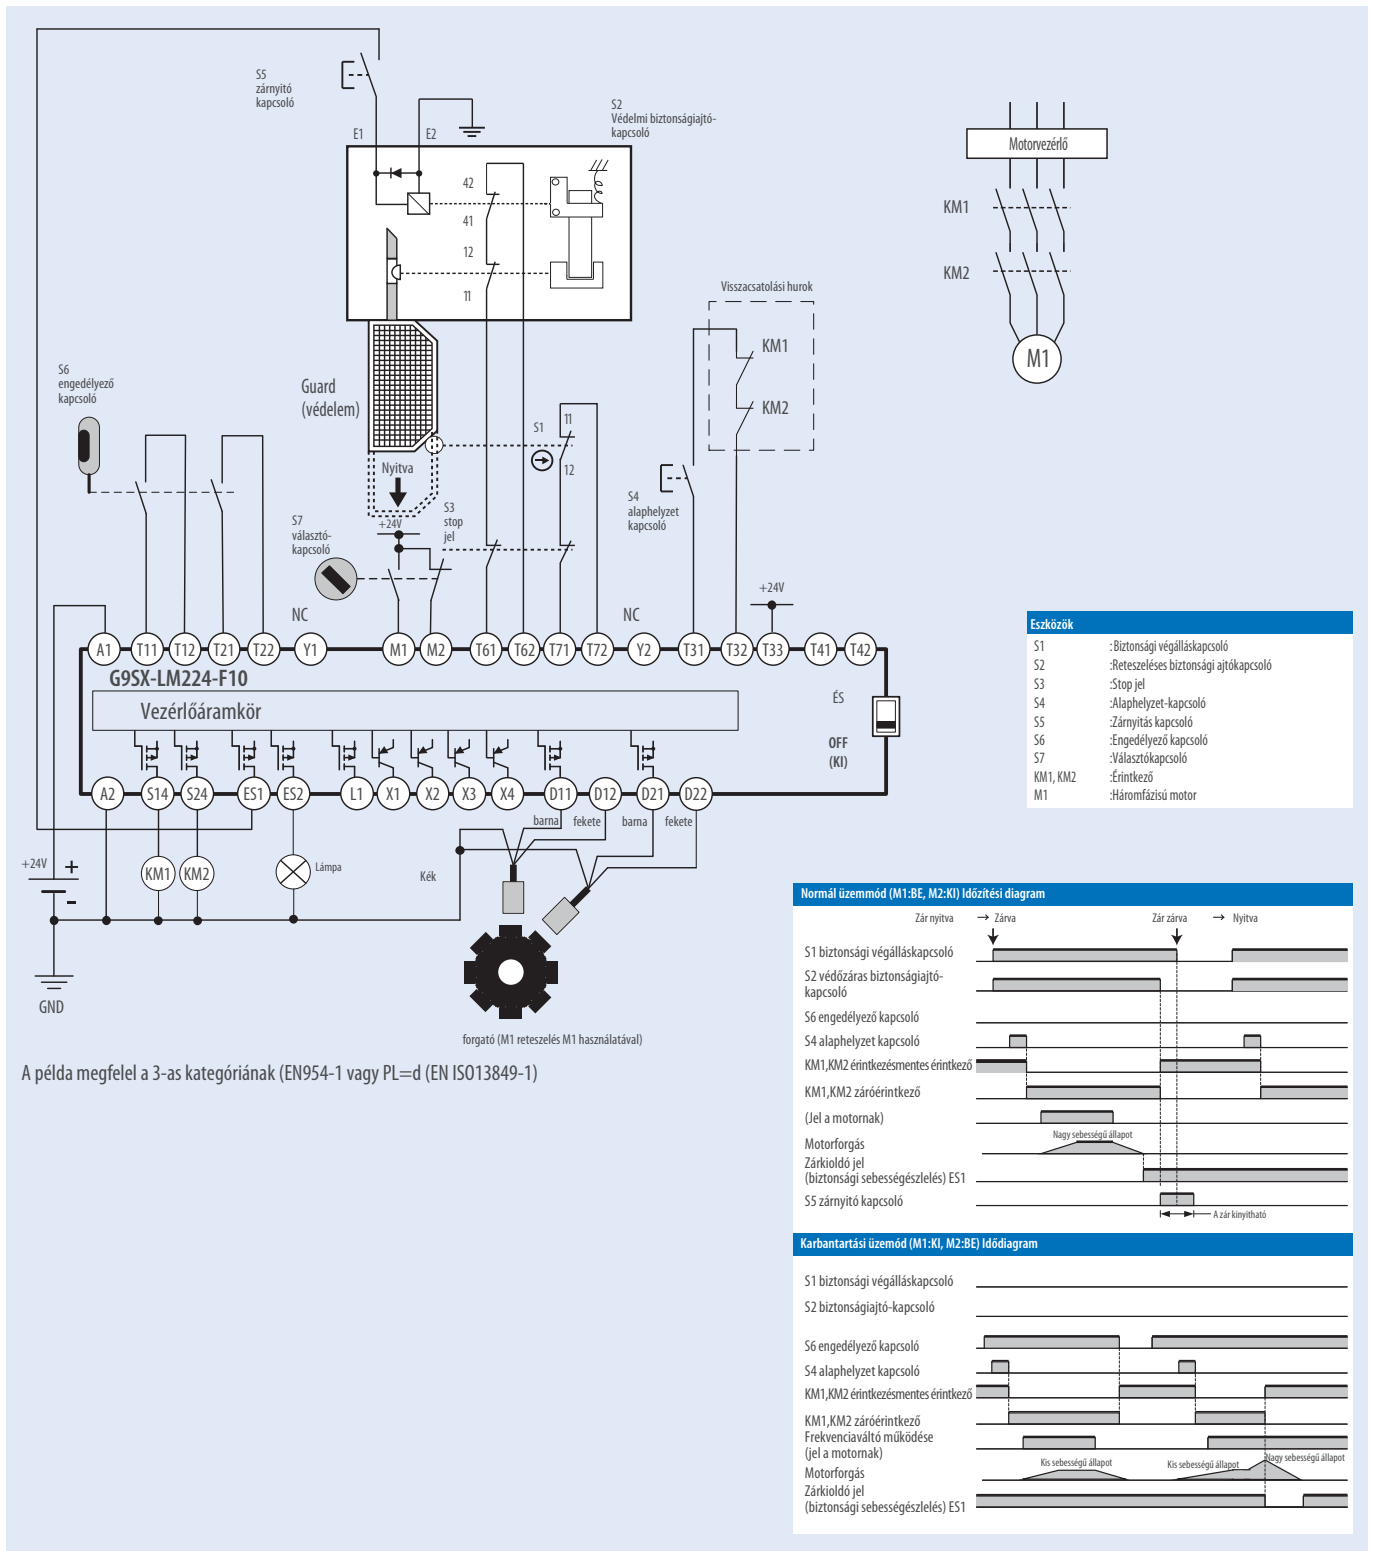 S5
zárnyitó
kapcsoló
E1
E2
S2
Védelmi biztonságiajtó-
kapcsoló
42
41
12
11
Motorvezérlő
KM1
KM2
M1
Visszacsatolási hurok
KM1
KM2
S6
engedélyező
kapcsoló
Guard
(védelem)
Nyitva
S1
11
12
S4
alaphelyzet
kapcsoló
S7
választó-
kapcsoló
+24V
S3
stop
jel
+24V
NC
NC
A1
T11
T12
T21
T22
Y1
M1
M2
T61
T62
T71
T72
Y2
T31
T32
T33
T41
T42
G9SX-LM224-F10
Vezérlőáramkör
ÉS
OFF
(KI)
A2
S14
S24
ES1
ES2
L1
X1
X2
X3
X4
D11
D12
D21
D22
barna
fekete
barna
fekete
+24V
+
-
KM1
KM2
Lámpa
Kék
GND
forgató (M1 reteszelés M1 használatával)
A példa megfelel a 3-as kategóriának (EN954-1 vagy PL=d (EN ISO13849-1)
Eszközök
S1 :Biztonsági végálláskapcsoló
S2 :Reteszeléses biztonsági ajtókapcsoló
S3 :Stop jel
S4 :Alaphelyzet-kapcsoló
S5 :Zárnyitás kapcsoló
S6 :Engedélyező kapcsoló
S7 :Választókapcsoló
KM1, KM2 :Érintkező
M1 :Háromfázisú motor
Normál üzemmód (M1:BE, M2:KI) Időzítési diagram
Zár nyitva → Zárva
Zár zárva → Nyitva
S1 biztonsági végálláskapcsoló
S2 védőzáras biztonságiajtó-
kapcsoló
S6 engedélyező kapcsoló
S4 alaphelyzet kapcsoló
KM1,KM2 érintkezésmentes érintkező
KM1,KM2 záróérintkező
(Jel a motornak)
Nagy sebességű állapot
Motorforgás
Zárkioldó jel
(biztonsági sebességészlelés) ES1
S5 zárnyitó kapcsoló
A zár kinyitható
Karbantartási üzemód (M1:KI, M2:BE) Idődiagram
S1 biztonsági végálláskapcsoló
S2 biztonságiajtó-kapcsoló
S6 engedélyező kapcsoló
S4 alaphelyzet kapcsoló
KM1,KM2 érintkezésmentes érintkező
KM1,KM2 záróérintkező
Frekvenciaváltó működése
(jel a motornak)
Kis sebességű állapot
Kis sebességű állapot
Nagy sebességű állapot
Motorforgás
Zárkioldó jel
(biztonsági sebességészlelés) ES1